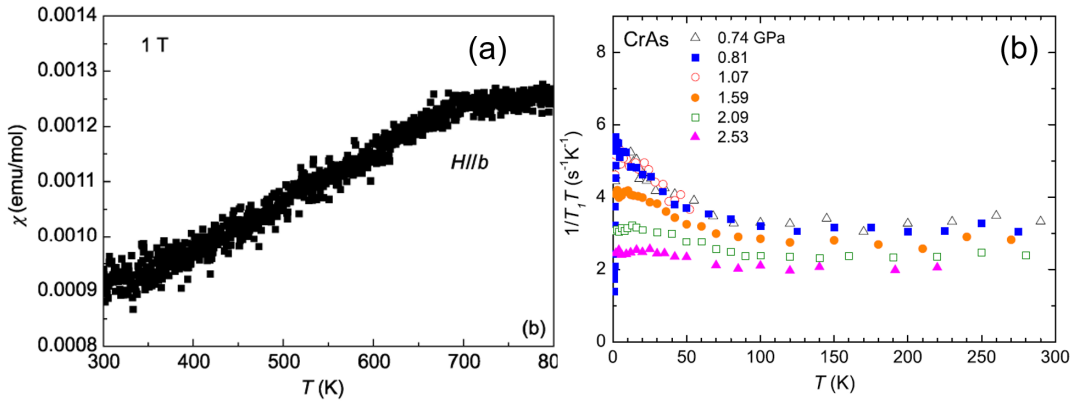 0.0014
0.0013
0.0012
0.0011
0.0010
0.0009
0.0008
χ (emu/mol)
1 T
(a)
H//b
(b)
300 400 500 600 700 80
T (K)
8
6
4
2
0
1/T₁T (s⁻¹K⁻¹)
CrAs
0.74 GPa
0.81
1.07
1.59
2.09
2.53
(b)
0 50 100 150 200 250 300
T (K)